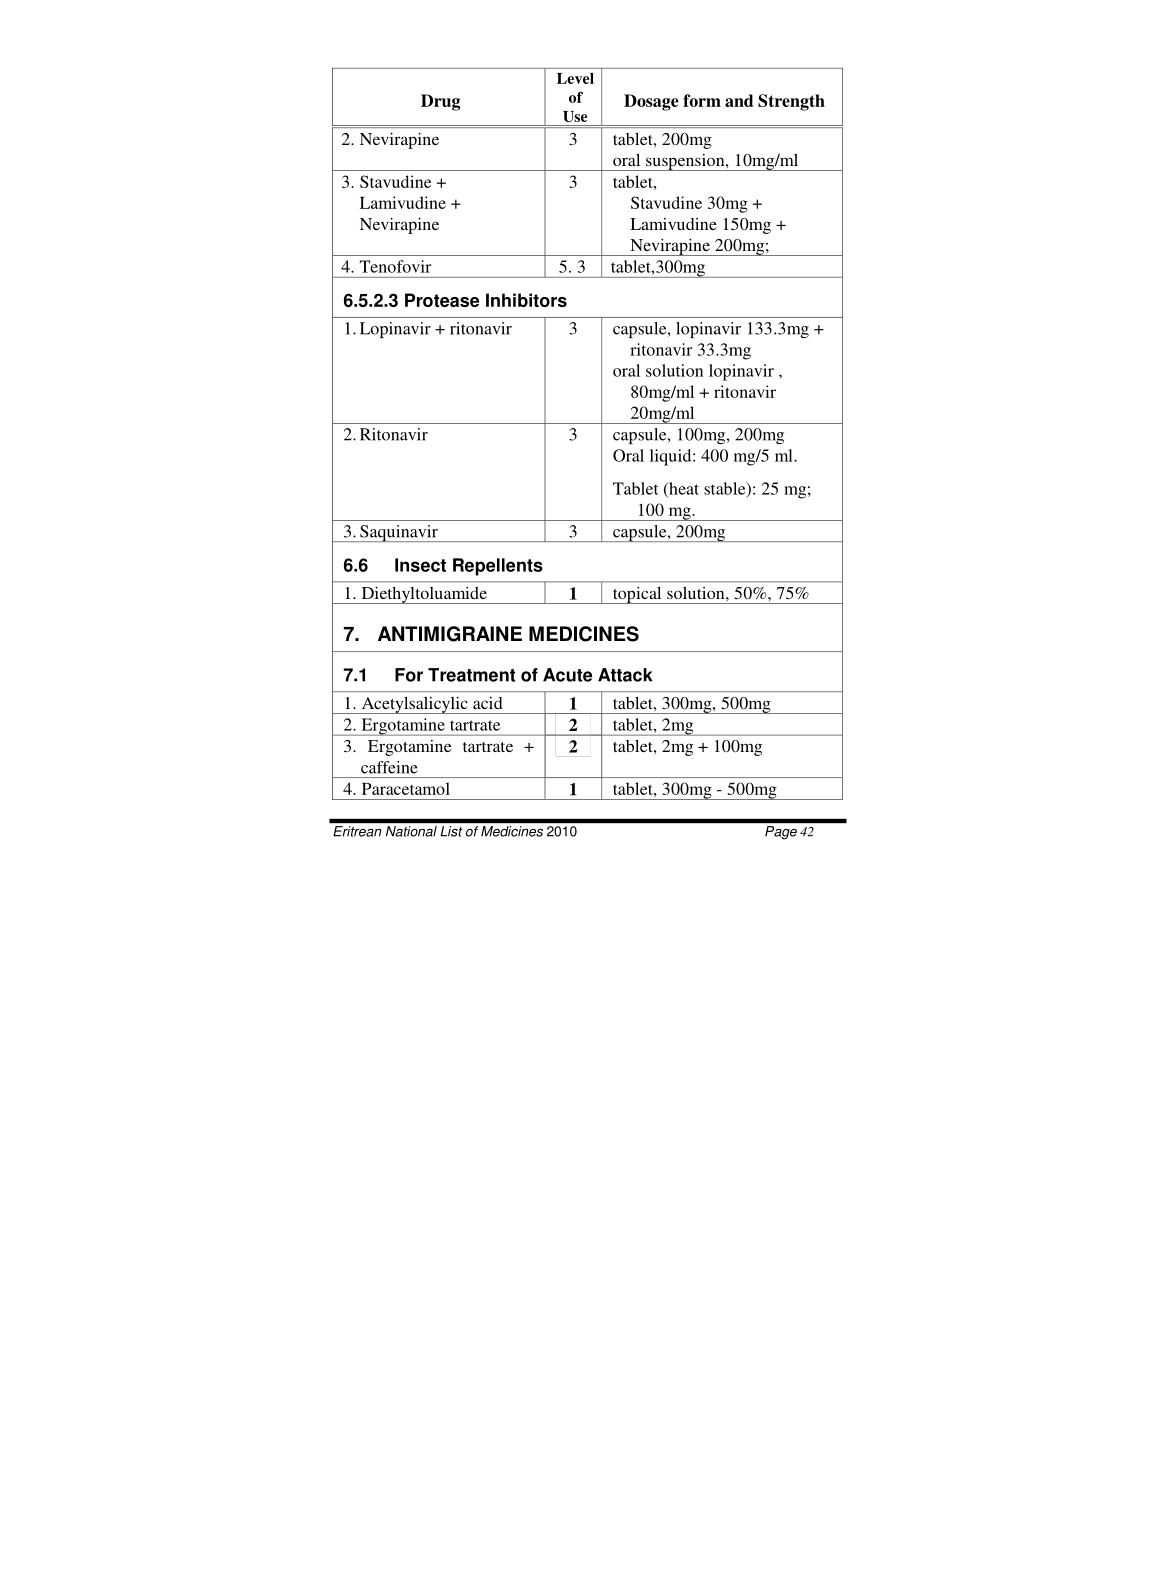 Drug
Level
of
Use
Dosage form and Strength
2. Nevirapine 3 tablet, 200mg
oral suspension, 10mg/ml
3. Stavudine + 3 tablet,
Lamivudine + Stavudine 30mg +
Nevirapine Lamivudine 150mg +
Nevirapine 200mg;
4. Tenofovir 5. 3 tablet,300mg
6.5.2.3 Protease Inhibitors
1. Lopinavir + ritonavir 3 capsule, lopinavir 133.3mg +
ritonavir 33.3mg
oral solution lopinavir ,
80mg/ml + ritonavir
20mg/ml
2. Ritonavir 3 capsule, 100mg, 200mg
Oral liquid: 400 mg/5 ml.
Tablet (heat stable): 25 mg;
100 mg.
3. Saquinavir 3 capsule, 200mg
6.6 Insect Repellents
1. Diethyltoluamide 1 topical solution, 50%, 75%
7. ANTIMIGRAINE MEDICINES
7.1 For Treatment of Acute Attack
1. Acetylsalicylic acid 1 tablet, 300mg, 500mg
2. Ergotamine tartrate 2 tablet, 2mg
3. Ergotamine tartrate + 2 tablet, 2mg + 100mg
caffeine
4. Paracetamol 1 tablet, 300mg - 500mg
Eritrean National List of Medicines 2010 Page 42